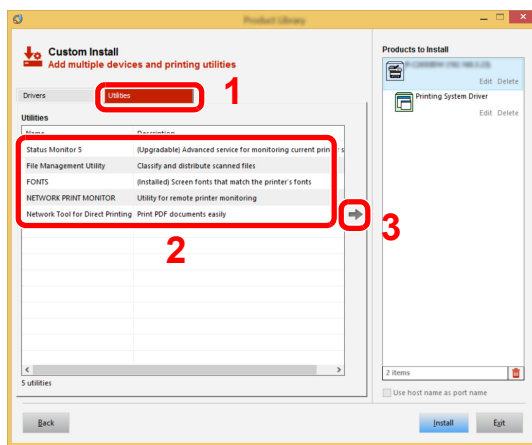 Product Library
Custom Install
Add multiple devices and printing utilities
Products to Install
Edit Delete
Printing System Driver
Edit Delete
1
Drivers
Utilities
Utilities
Name
Description
Status Monitor 5
(Upgradable) Advanced service for monitoring current printer s
File Management Utility
Classify and distribute scanned files
FONTS
(Installed) Screen fonts that match the printer's fonts
NETWORK PRINT MONITOR
Utility for remote printer monitoring
Network Tool for Direct Printing
Print PDF documents easily
2
3
5 utilities
2 items
Use host name as port name
Back
Install
Exit